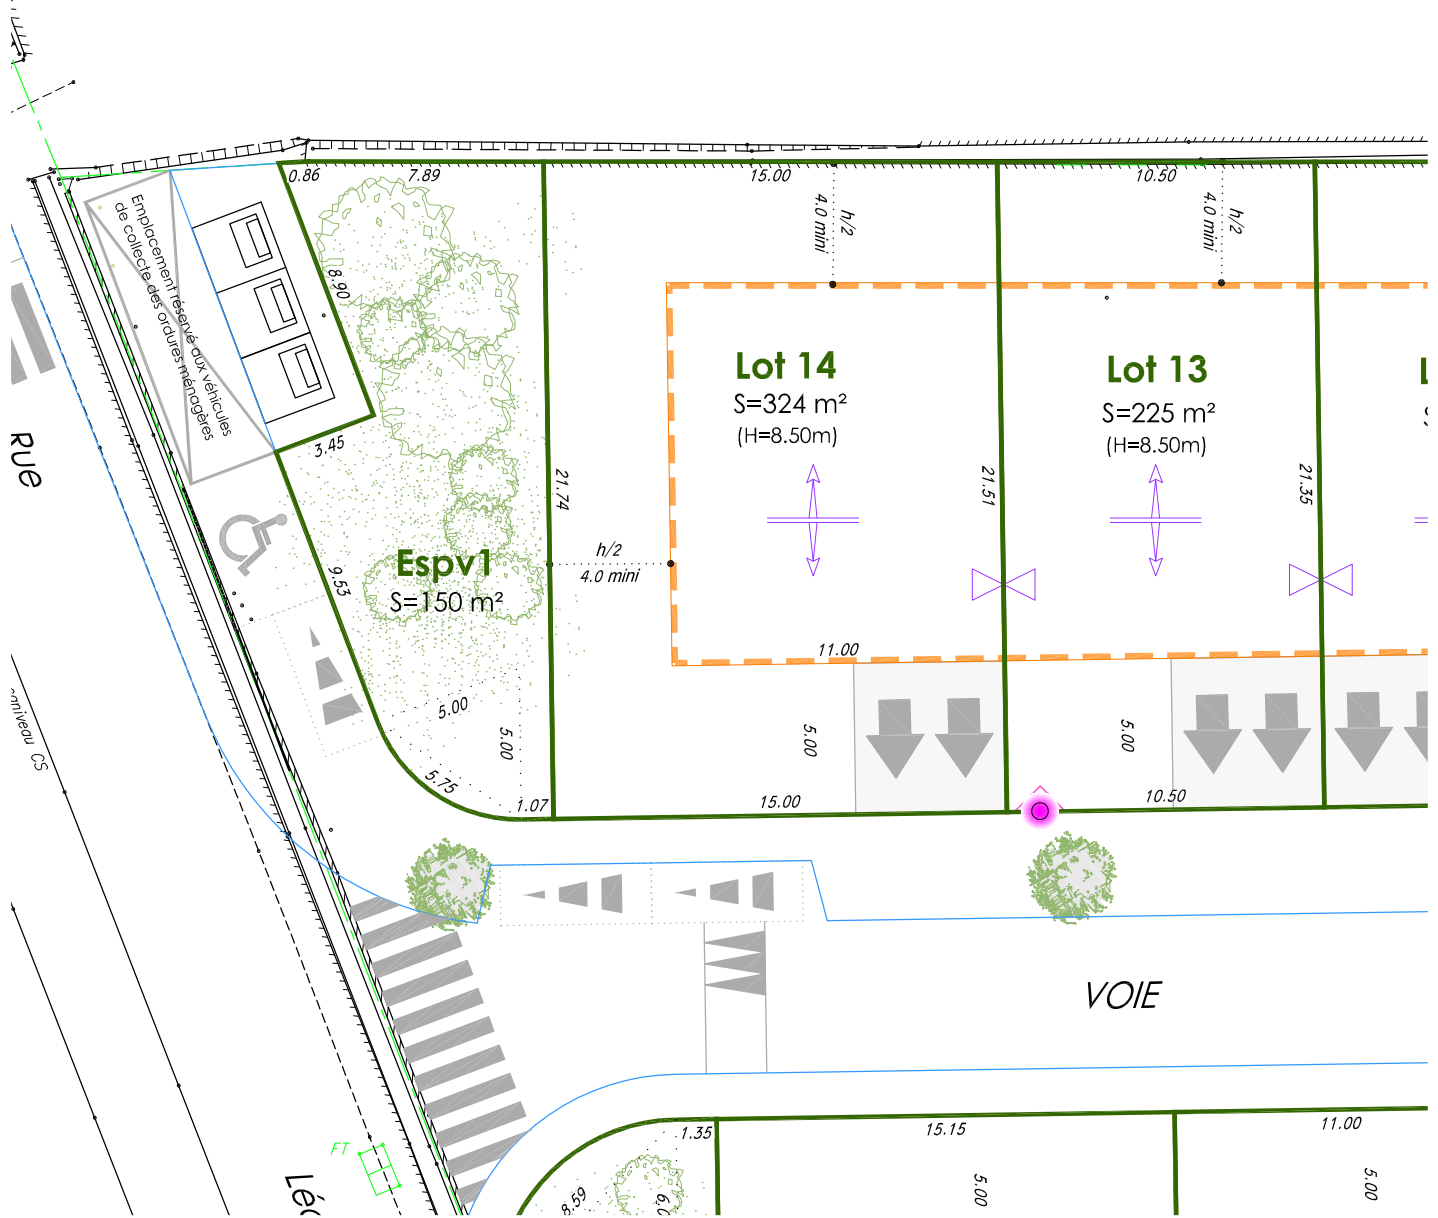 0.86
7.89
15.00
10.50
Emplacement réservé aux véhicules
de collecte des ordures ménagères
h/2
4.0 mini
h/2
4.0 mini
8.90
Lot 14
S=324 m²
(H=8.50m)
Lot 13
S=225 m²
(H=8.50m)
RUE
3.45
21.74
21.51
21.35
h/2
4.0 mini
Espv1
S=150 m²
9.53
11.00
5.00
5.00
5.00
5.00
caniveau CS
5.75
1.07
15.00
10.50
VOIE
FT
1.35
15.15
11.00
8.59
5.00
5.00